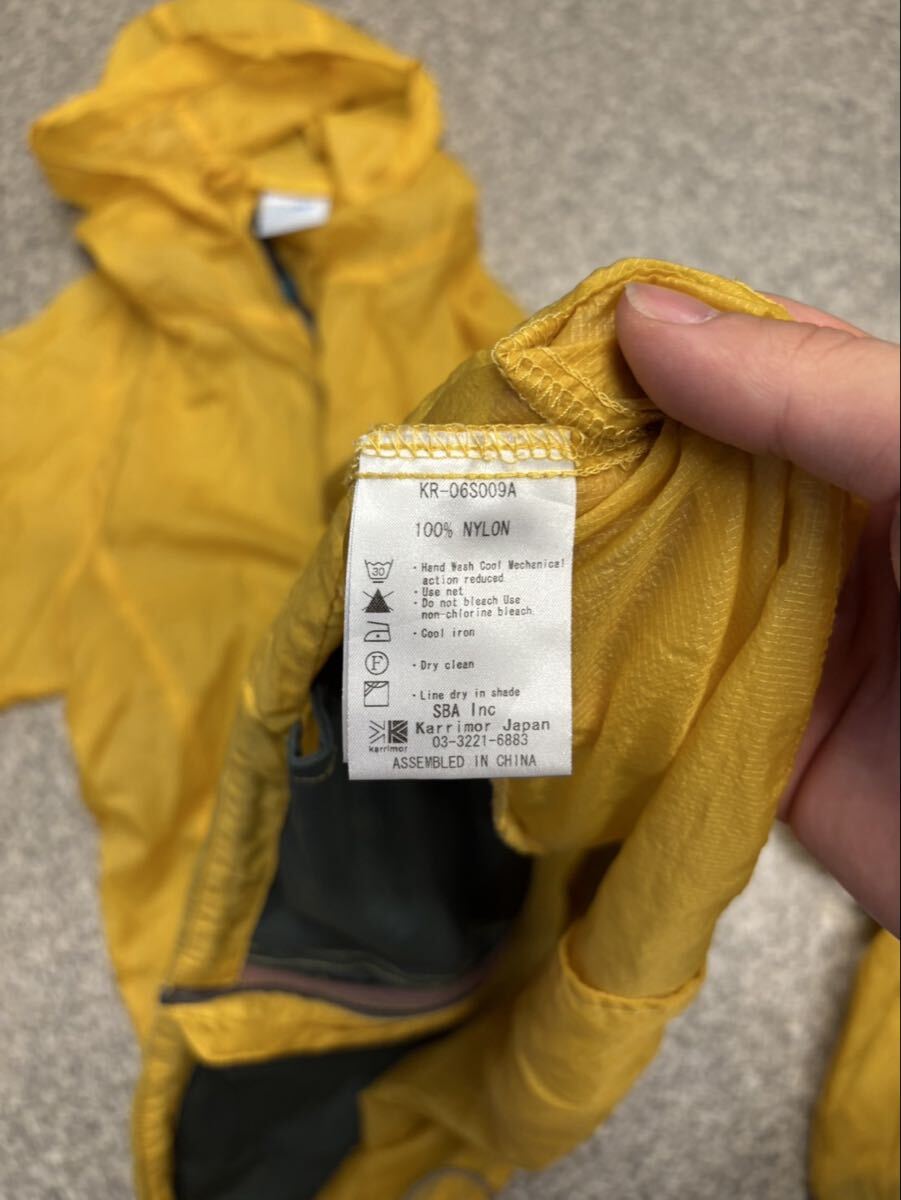 KR-06S009A
100% NYLON
30
・Hand Wash Cool Mechanical
action reduced
・Use net
・Do not bleach Use
non-chlorine bleach
・Cool iron
F
・Dry clean
・Line dry in shade
SBA Inc
Karrimor Japan
karrimor
03-3221-6883
ASSEMBLED IN CHINA